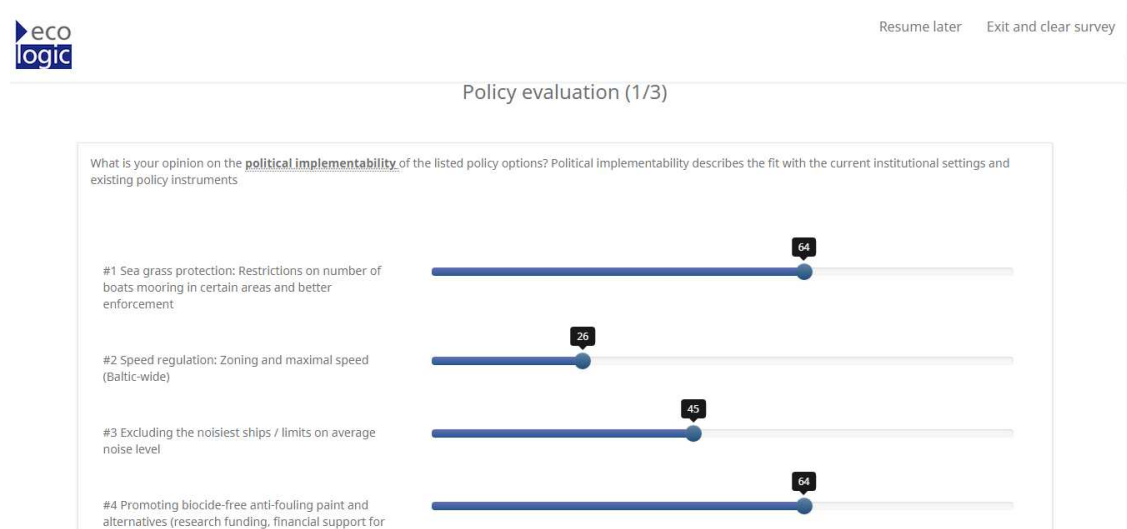 eco
logic
Resume later Exit and clear survey
Policy evaluation (1/3)
What is your opinion on the political implementability of the listed policy options? Political implementability describes the fit with the current institutional settings and
existing policy instruments
64
#1 Sea grass protection: Restrictions on number of
boats mooring in certain areas and better
enforcement
26
#2 Speed regulation: Zoning and maximal speed
(Baltic-wide)
45
#3 Excluding the noisiest ships / limits on average
noise level
64
#4 Promoting biocide-free anti-fouling paint and
alternatives (research funding, financial support for